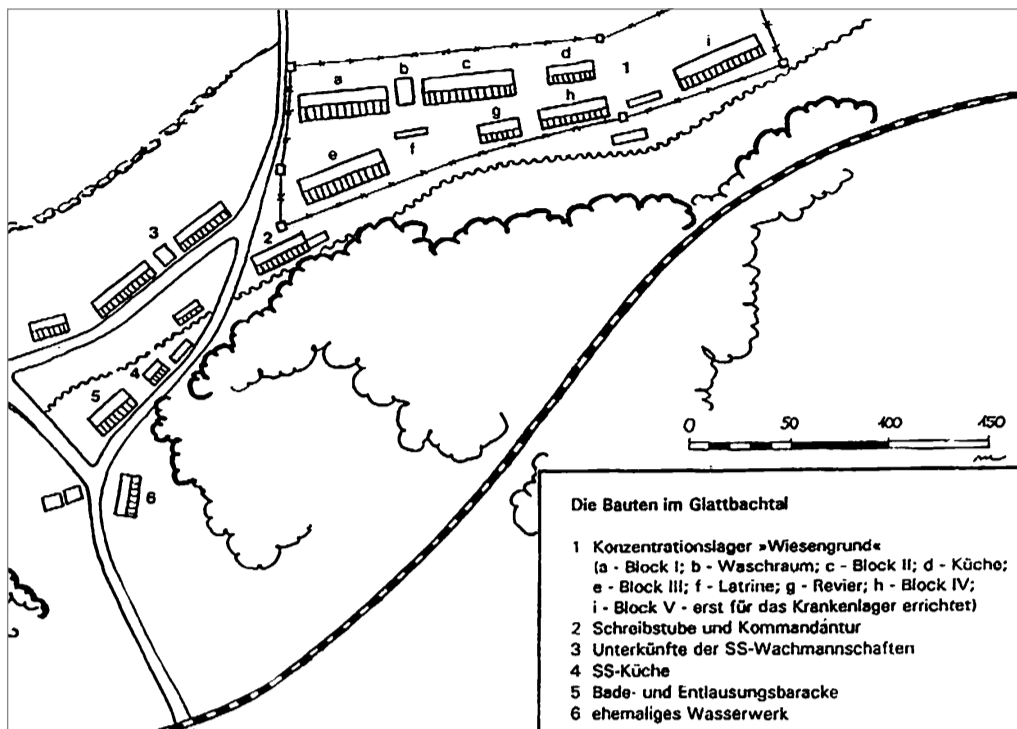 a
b
c
d
1
i
g
h
f
e
3
2
4
5
6
0 50 100 150
m
Die Bauten im Glattbachtal
1 Konzentrationslager »Wiesengrund«
(a - Block I; b - Waschraum; c - Block II; d - Küche;
e - Block III; f - Latrine; g - Revier; h - Block IV;
i - Block V - erst für das Krankenlager errichtet)
2 Schreibstube und Kommandántur
3 Unterkünfte der SS-Wachmannschaften
4 SS-Küche
5 Bade- und Entlausungsbaracke
6 ehemaliges Wasserwerk